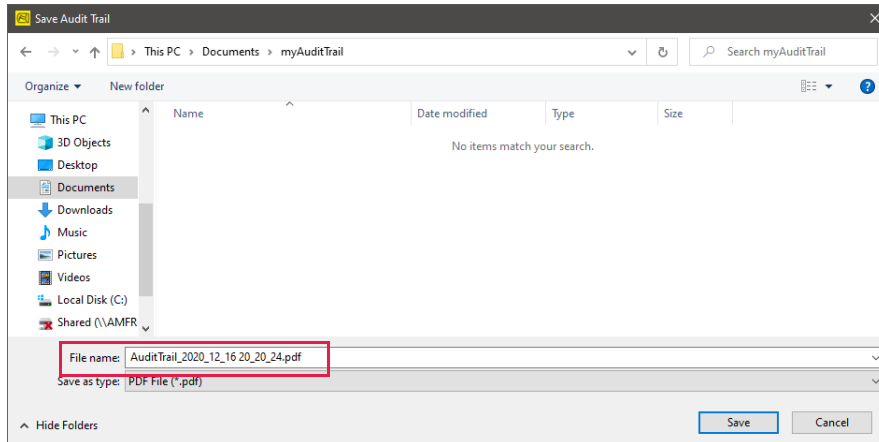 Save Audit Trail
This PC > Documents > myAuditTrail
Search myAuditTrail
Organize
New folder
Name
Date modified
Type
Size
No items match your search.
This PC
3D Objects
Desktop
Documents
Downloads
Music
Pictures
Videos
Local Disk (C:)
Shared (\\AMFR
File name: AuditTrail_2020_12_16 20_20_24.pdf
Save as type: PDF File (*.pdf)
Hide Folders
Save
Cancel